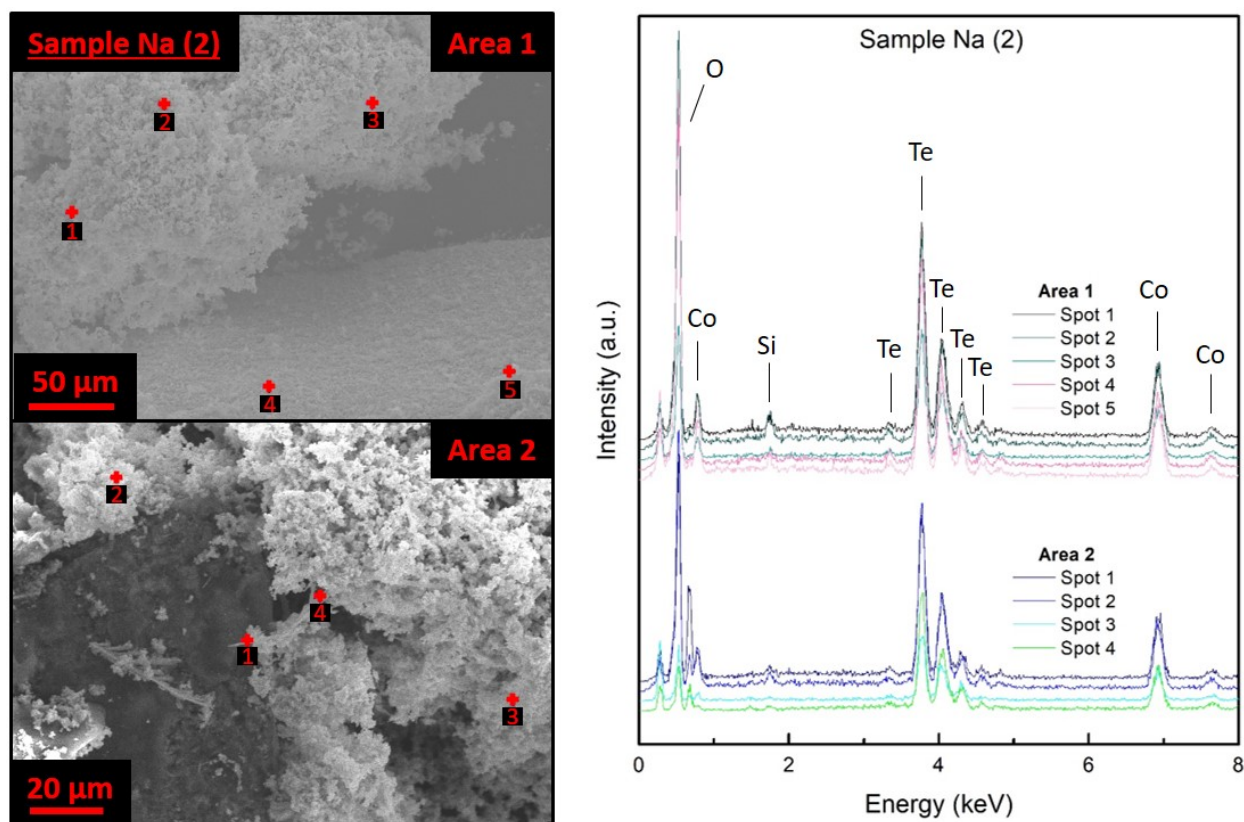 Sample Na (2)
Area 1
2
3
1
5
4
50 µm
Area 2
2
4
1
3
20 µm
Sample Na (2)
O
Te
Te
Co
Co
Si
Te
Te
Te
Co
Area 1
Spot 1
Spot 2
Spot 3
Spot 4
Spot 5
Area 2
Spot 1
Spot 2
Spot 3
Spot 4
Intensity (a.u.)
0 2 4 6 8
Energy (keV)